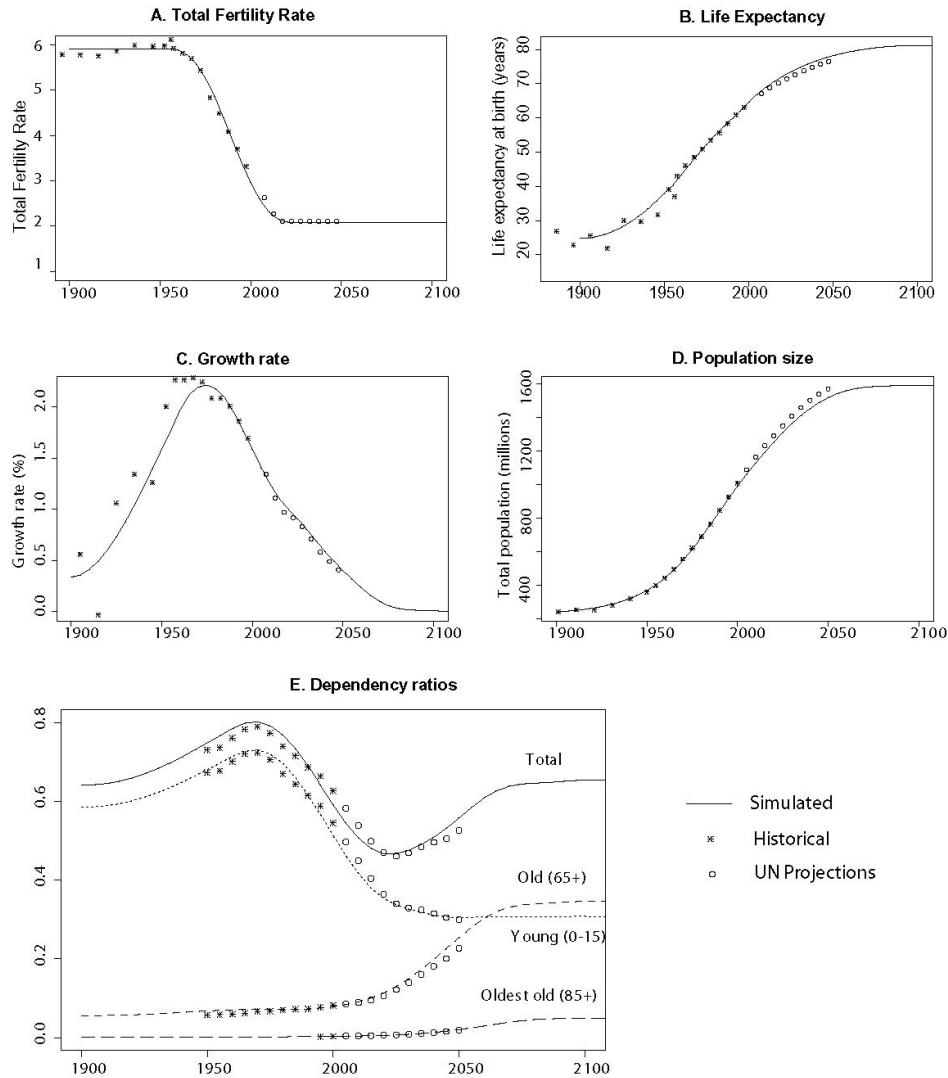 A. Total Fertility Rate
Total Fertility Rate
6
5
4
3
2
1
1900 1950 2000 2050 2100
B. Life Expectancy
Life expectancy at birth (years)
80
70
60
50
40
30
20
1900 1950 2000 2050 2100
C. Growth rate
Growth rate (%)
2.0
1.5
1.0
0.5
0.0
1900 1950 2000 2050 2100
D. Population size
Total population (millions)
1600
1200
800
400
1900 1950 2000 2050 2100
E. Dependency ratios
0.8
0.6
0.4
0.2
0.0
Total
Old (65+)
Young (0-15)
Oldest old (85+)
1900 1950 2000 2050 2100
Simulated
Historical
UN Projections